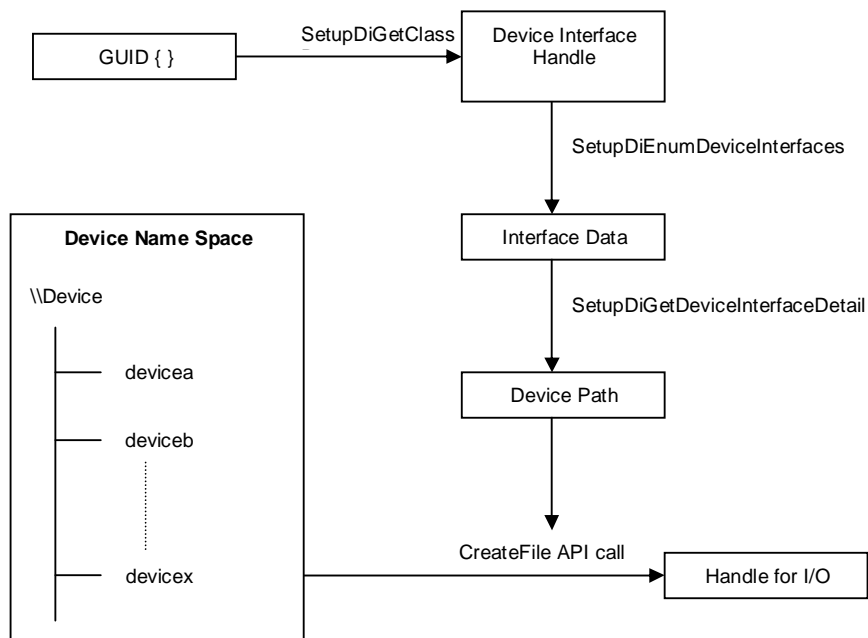 SetupDiGetClass
GUID { }
Device Interface
Handle
SetupDiEnumDeviceInterfaces
Device Name Space
Interface Data
\\Device
SetupDiGetDeviceInterfaceDetail
devicea
Device Path
deviceb
CreateFile API call
devicex
Handle for I/O